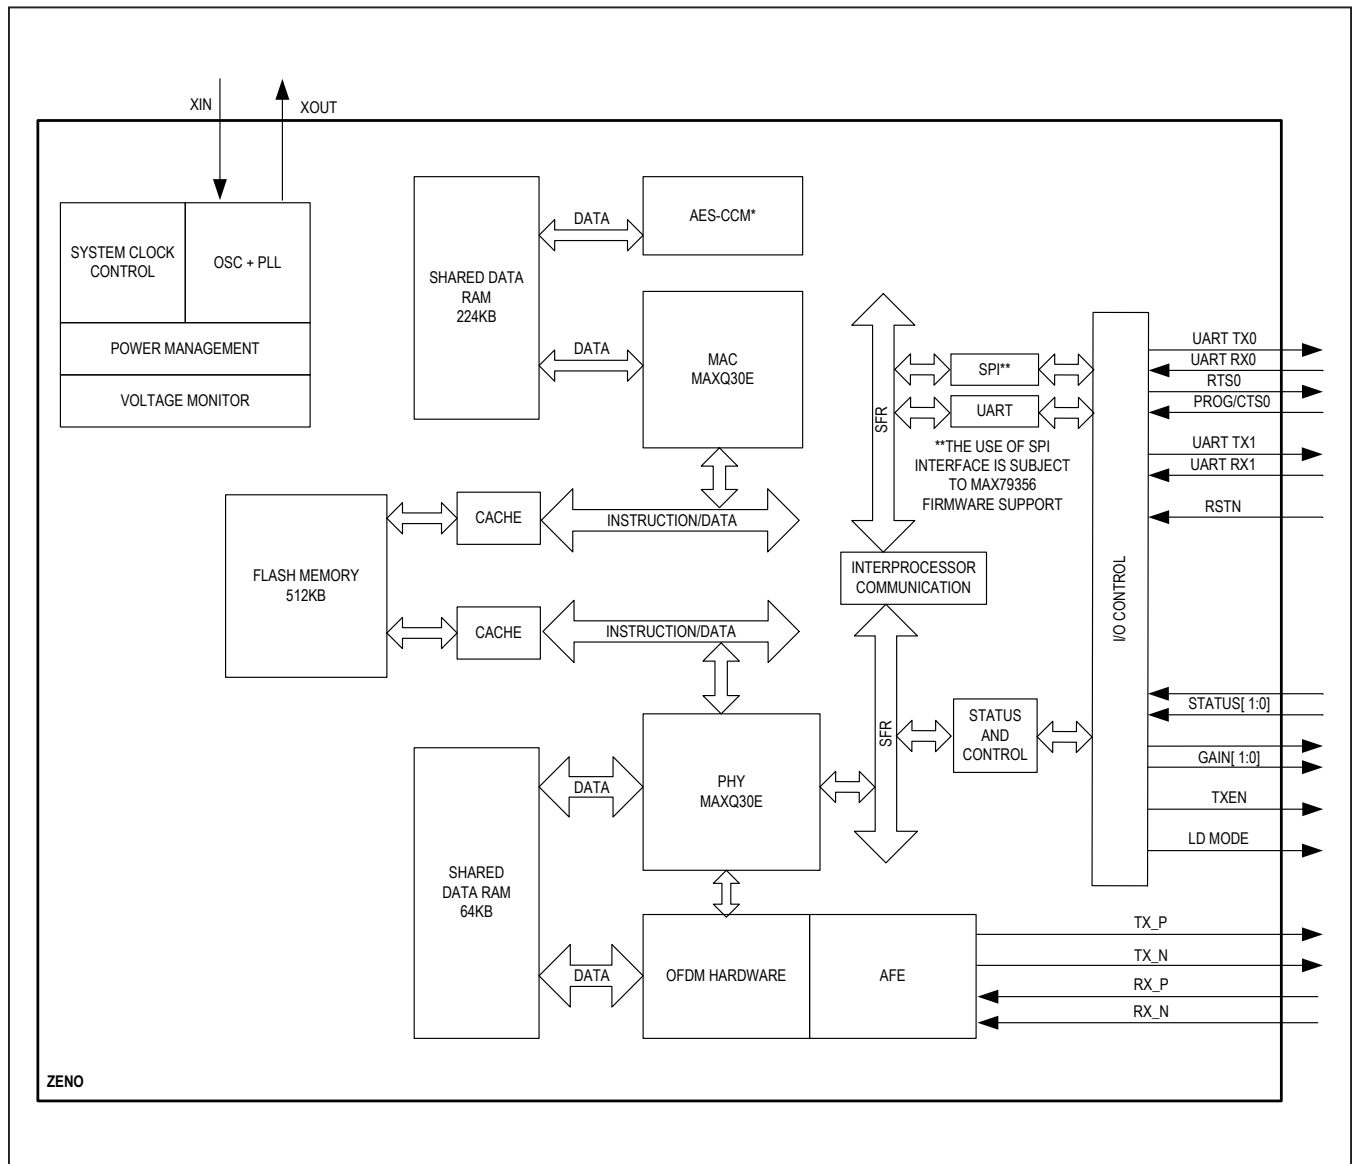 XIN
XOUT
SYSTEM CLOCK
CONTROL
OSC + PLL
POWER MANAGEMENT
VOLTAGE MONITOR
SHARED DATA
RAM
224KB
DATA
AES-CCM*
DATA
MAC
MAXQ30E
FLASH MEMORY
512KB
CACHE
INSTRUCTION/DATA
CACHE
INSTRUCTION/DATA
SFR
SPI**
UART
**THE USE OF SPI
INTERFACE IS SUBJECT
TO MAX79356
FIRMWARE SUPPORT
INTERPROCESSOR
COMMUNICATION
I/O CONTROL
UART TX0
UART RX0
RTS0
PROG/CTS0
UART TX1
UART RX1
RSTN
STATUS[ 1:0]
GAIN[ 1:0]
TXEN
LD MODE
SHARED
DATA RAM
64KB
DATA
PHY
MAXQ30E
SFR
STATUS
AND
CONTROL
DATA
OFDM HARDWARE
AFE
TX_P
TX_N
RX_P
RX_N
ZENO